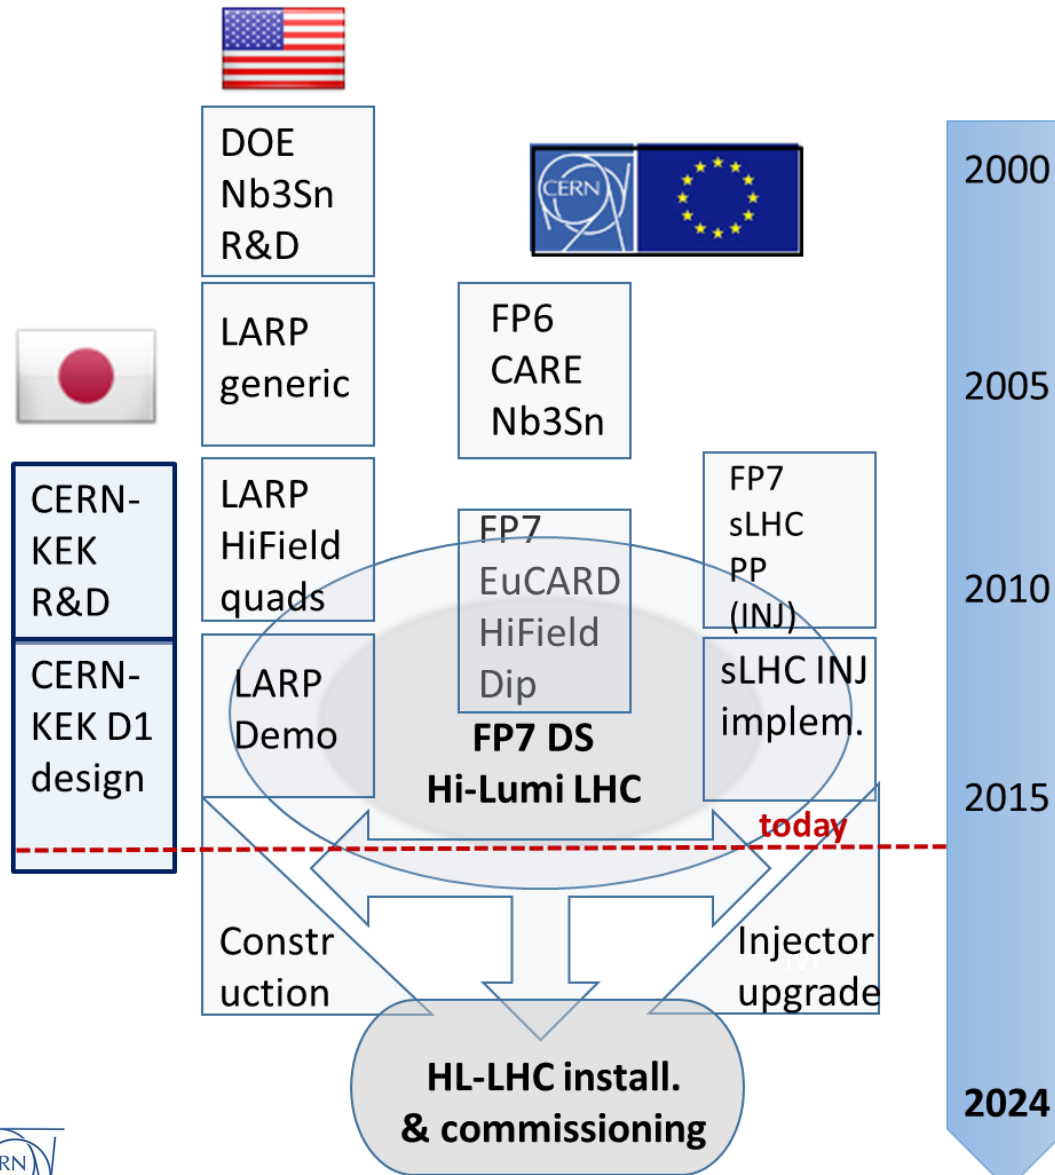 DOE
Nb3Sn
R&D
CERN
2000
LARP
generic
FP6
CARE
Nb3Sn
2005
CERN-
KEK
R&D
LARP
HiField
quads
FP7
EuCARD
HiField
Dip
FP7
sLHC
PP
(INJ)
2010
CERN-
KEK D1
design
LARP
Demo
FP7 DS
Hi-Lumi LHC
sLHC INJ
implem.
2015
today
Constr
uction
Injector
upgrade
HL-LHC install.
& commissioning
2024